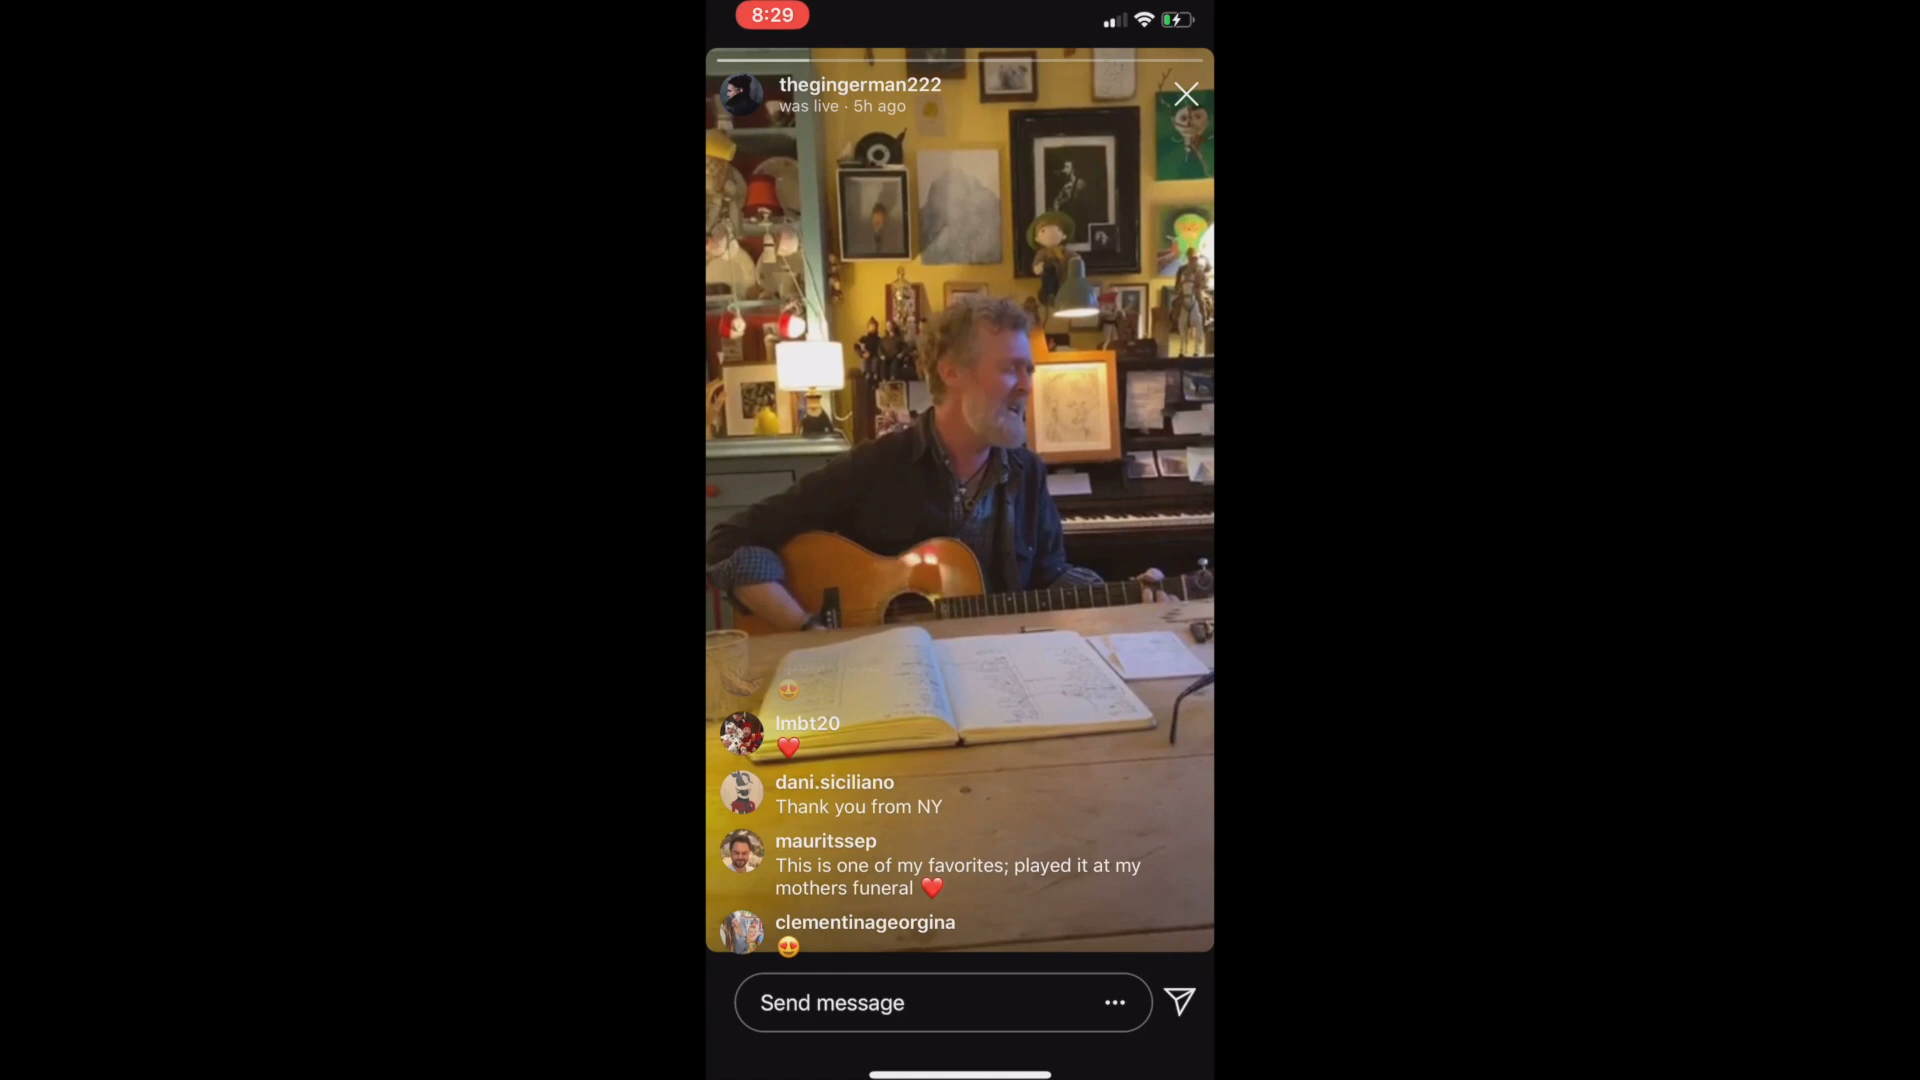 8:29
thegingerman222
was live · 5h ago
😍
lmbt20
❤️
dani.siciliano
Thank you from NY
mauritssep
This is one of my favorites; played it at my
mothers funeral ❤️
clementinageorgina
😍
Send message